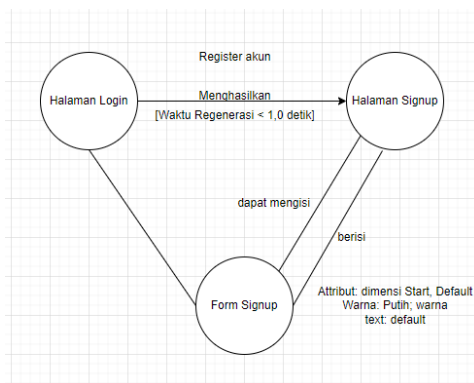 Register akun
Halaman Login
Menghasilkan
Halaman Signup
[Waktu Regenerasi < 1,0 detik]
dapat mengisi
berisi
Form Signup
Attribut: dimensi Start, Default
Warna: Putih; warna
text: default